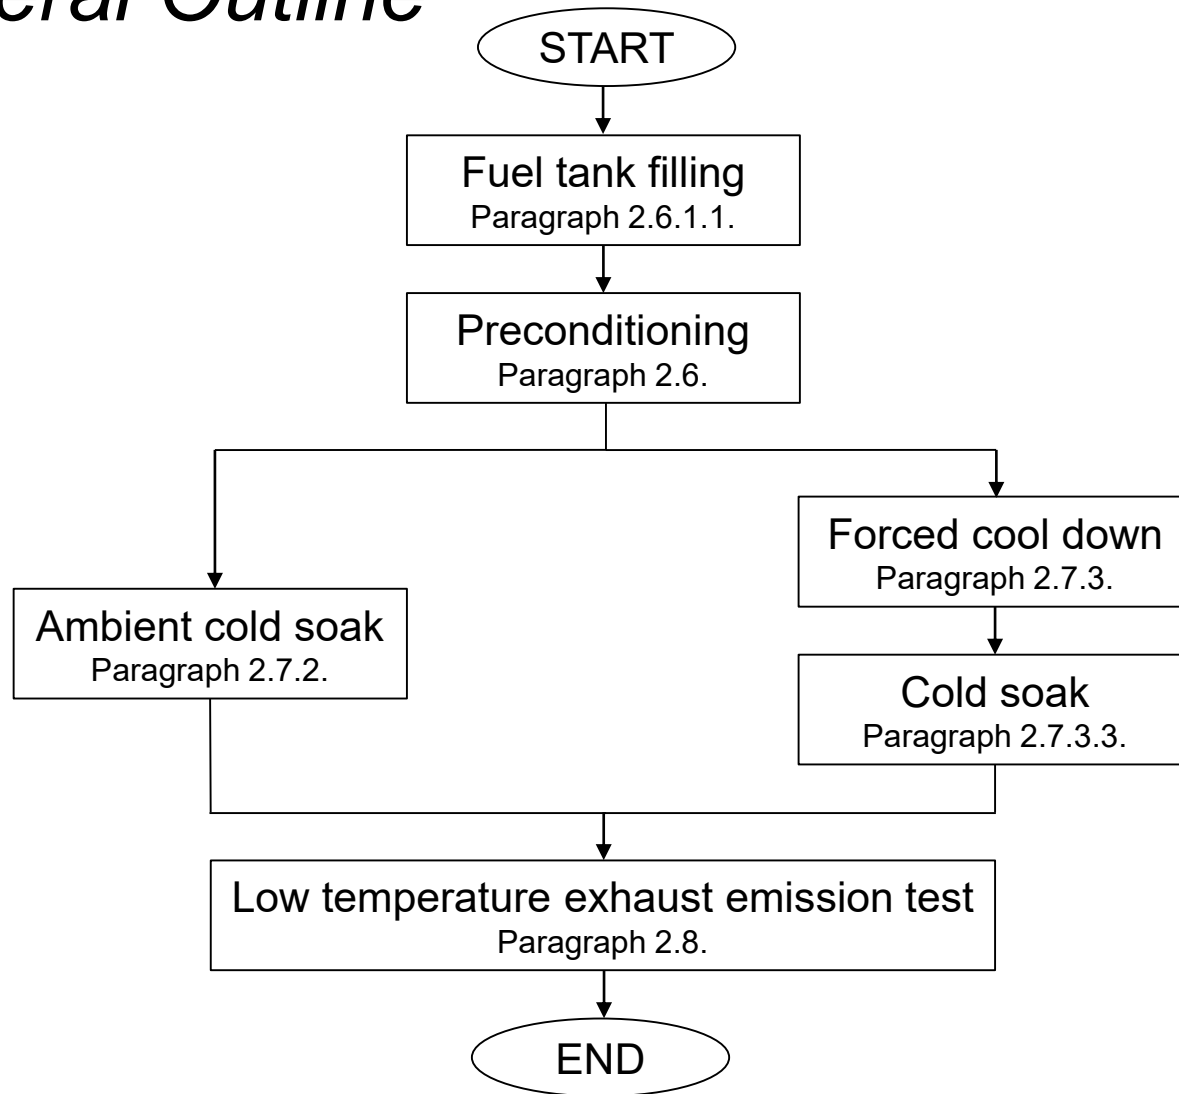 Outline
START
Fuel tank filling
Paragraph 2.6.1.1.
Preconditioning
Paragraph 2.6.
Forced cool down
Paragraph 2.7.3.
Ambient cold soak
Paragraph 2.7.2.
Cold soak
Paragraph 2.7.3.3.
Low temperature exhaust emission test
Paragraph 2.8.
END